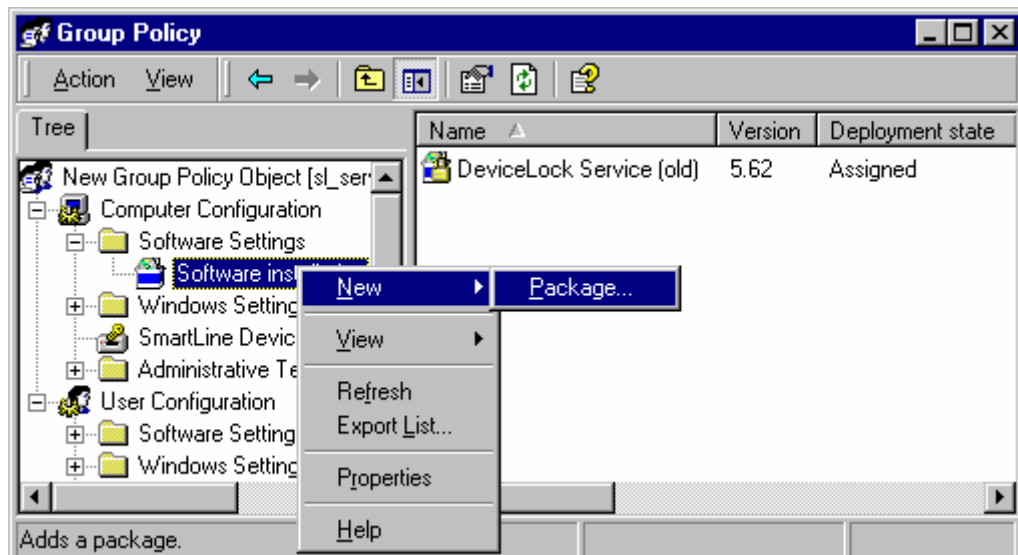 Group Policy
Action View
Tree
Name Version Deployment state
New Group Policy Object [sl_ser
DeviceLock Service (old) 5.62 Assigned
Computer Configuration
Software Settings
Software ins
Windows Setting
SmartLine Devic
Administrative Te
User Configuration
Software Setting
Windows Setting
New
Package...
View
Refresh
Export List...
Properties
Help
Adds a package.